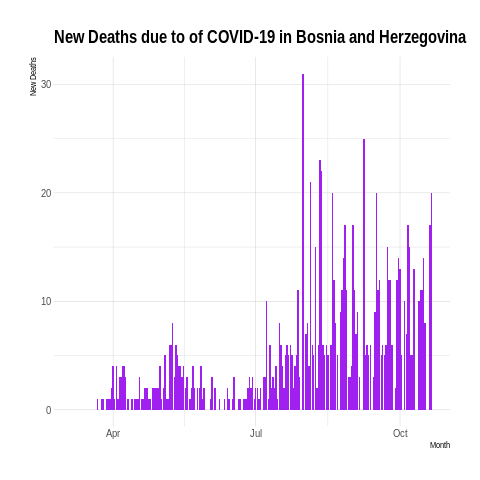 New Deaths due to of COVID-19 in Bosnia and Herzegovina
New Deaths
30
20
10
0
Apr
Jul
Oct
Month